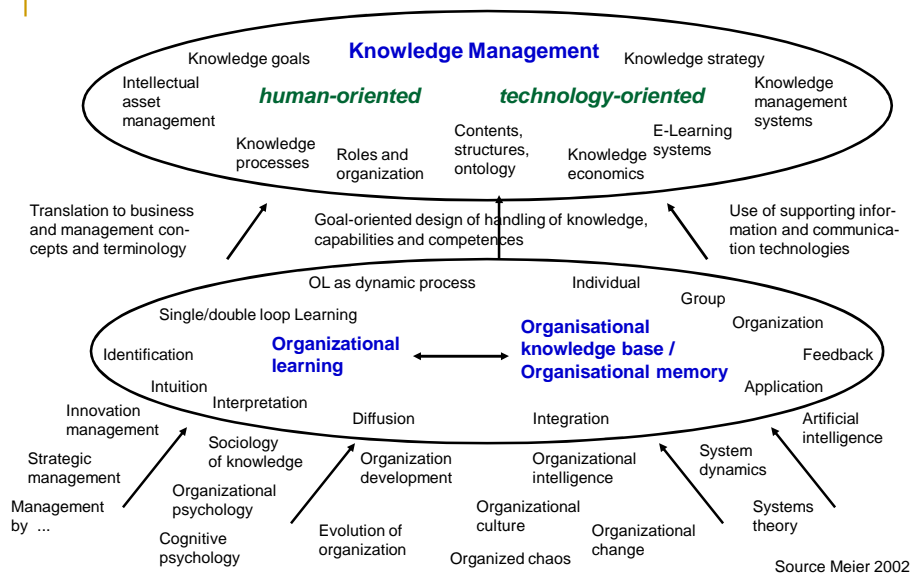 Knowledge Management
Knowledge goals
Knowledge strategy
Intellectual
asset
management
human-oriented
technology-oriented
Knowledge
management
systems
Knowledge
processes
Roles and
organization
Contents,
structures,
ontology
Knowledge
economics
E-Learning
systems
Translation to business
and management con-
cepts and terminology
Goal-oriented design of handling of knowledge,
capabilities and competences
Use of supporting infor-
mation and communica-
tion technologies
OL as dynamic process
Individual
Group
Single/double loop Learning
Organization
Organizational
learning
Organisational
knowledge base /
Organisational memory
Identification
Feedback
Intuition
Application
Interpretation
Diffusion
Integration
Innovation
management
Artificial
intelligence
Sociology
of knowledge
Organization
development
Organizational
intelligence
System
dynamics
Strategic
management
Organizational
psychology
Organizational
culture
Management
by ...
Systems
theory
Cognitive
psychology
Evolution of
organization
Organized chaos
Organizational
change
Source Meier 2002